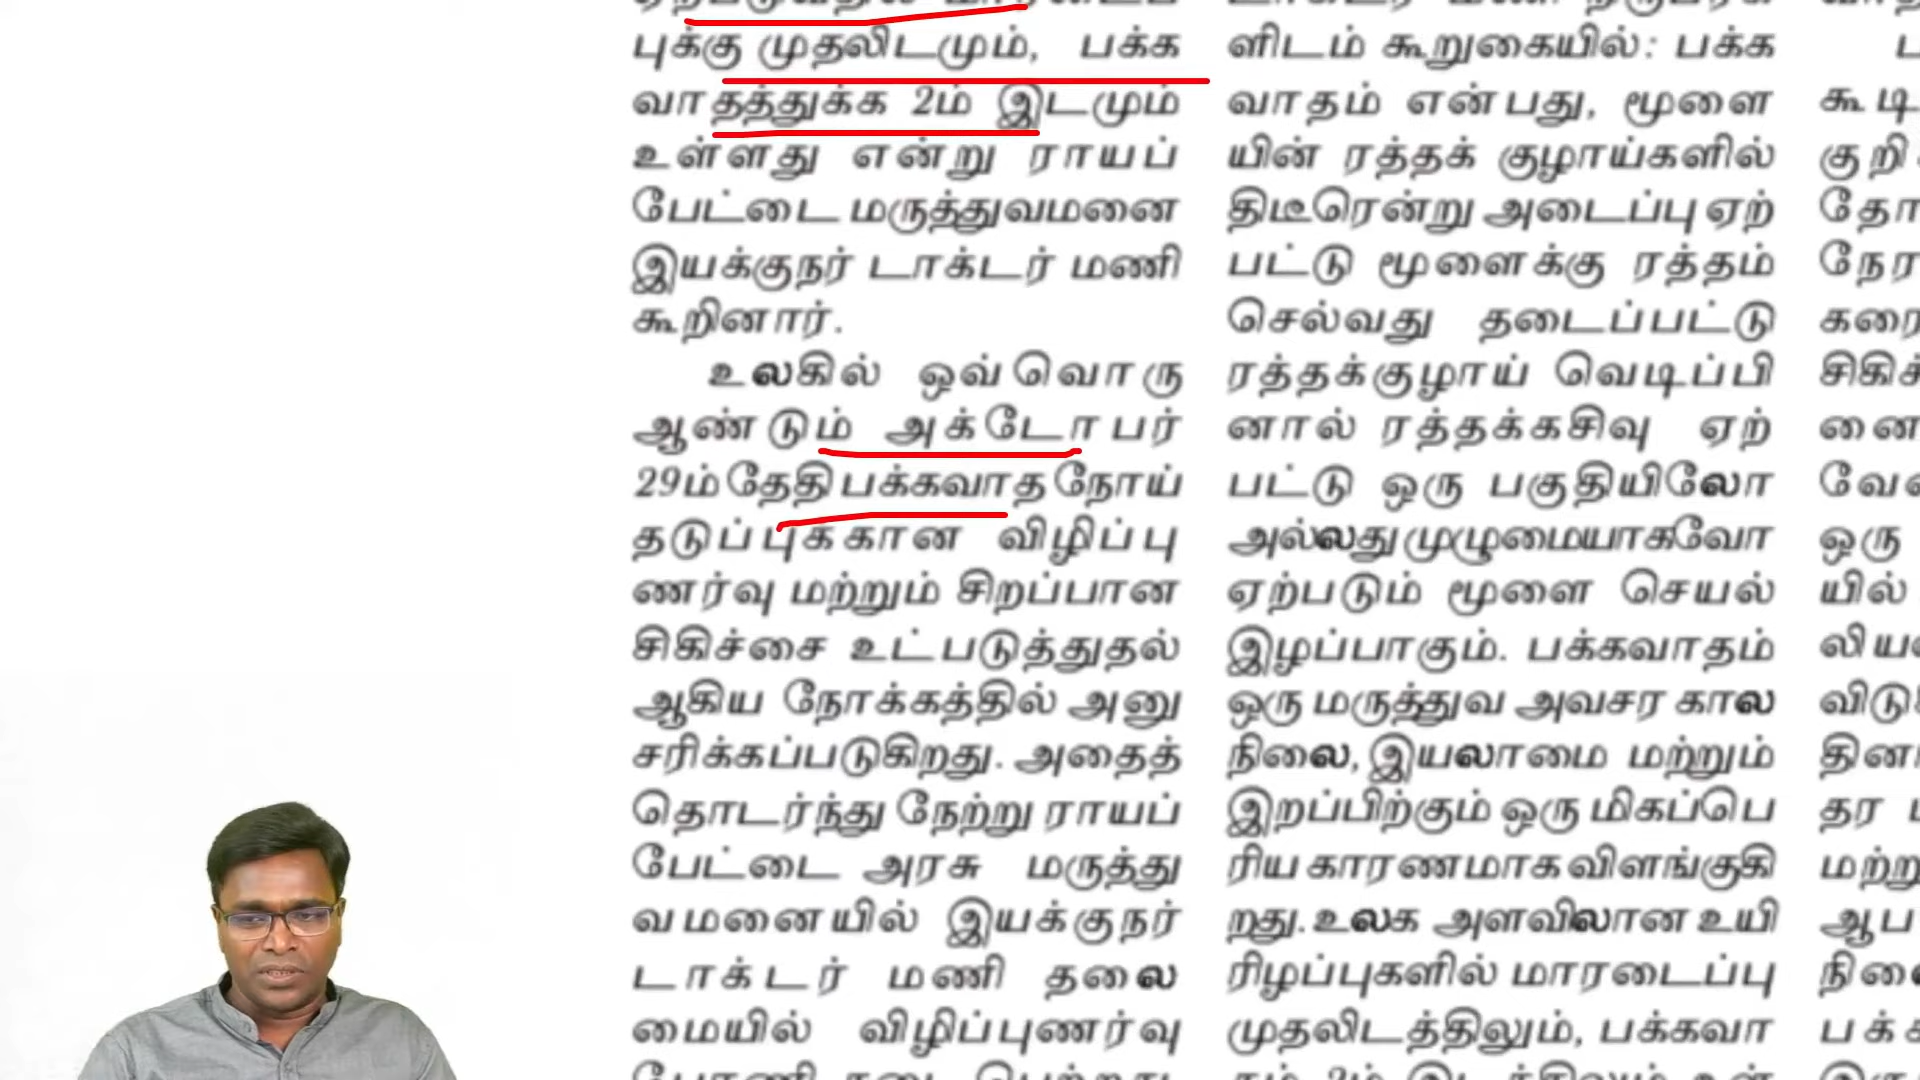 புக்கு முதலிடமும், பக்க
வாதத்துக்க 2ம் இடமும்
உள்ளது என்று ராயப்
பேட்டை மருத்துவமனை
இயக்குநர் டாக்டர் மணி
கூறினார்.
உலகில் ஒவ்வொரு
ஆண்டும் அக்டோபர்
29ம் தேதி பக்கவாத நோய்
தடுப்புக்கான விழிப்பு
ணர்வு மற்றும் சிறப்பான
சிகிச்சை உட்படுத்துதல்
ஆகிய நோக்கத்தில் அனு
சரிக்கப்படுகிறது. அதைத்
தொடர்ந்து நேற்று ராயப்
பேட்டை அரசு மருத்து
வமனையில் இயக்குநர்
டாக்டர் மணி தலை
மையில் விழிப்புணர்வு
ளிடம் கூறுகையில்: பக்க
வாதம் என்பது, மூளை
யின் ரத்தக் குழாய்களில்
திடீரென்று அடைப்பு ஏற்
பட்டு மூளைக்கு ரத்தம்
செல்வது தடைப்பட்டு
ரத்தக்குழாய் வெடிப்பி
னால் ரத்தக்கசிவு ஏற்
பட்டு ஒரு பகுதியிலோ
அல்லது முழுமையாகவோ
ஏற்படும் மூளை செயல்
இழப்பாகும். பக்கவாதம்
ஒரு மருத்துவ அவசர கால
நிலை, இயலாமை மற்றும்
இறப்பிற்கும் ஒரு மிகப்பெ
ரிய காரணமாக விளங்குகி
றது. உலக அளவிலான உயி
ரிழப்புகளில் மாரடைப்பு
முதலிடத்திலும், பக்கவா
ஒரு
யில்